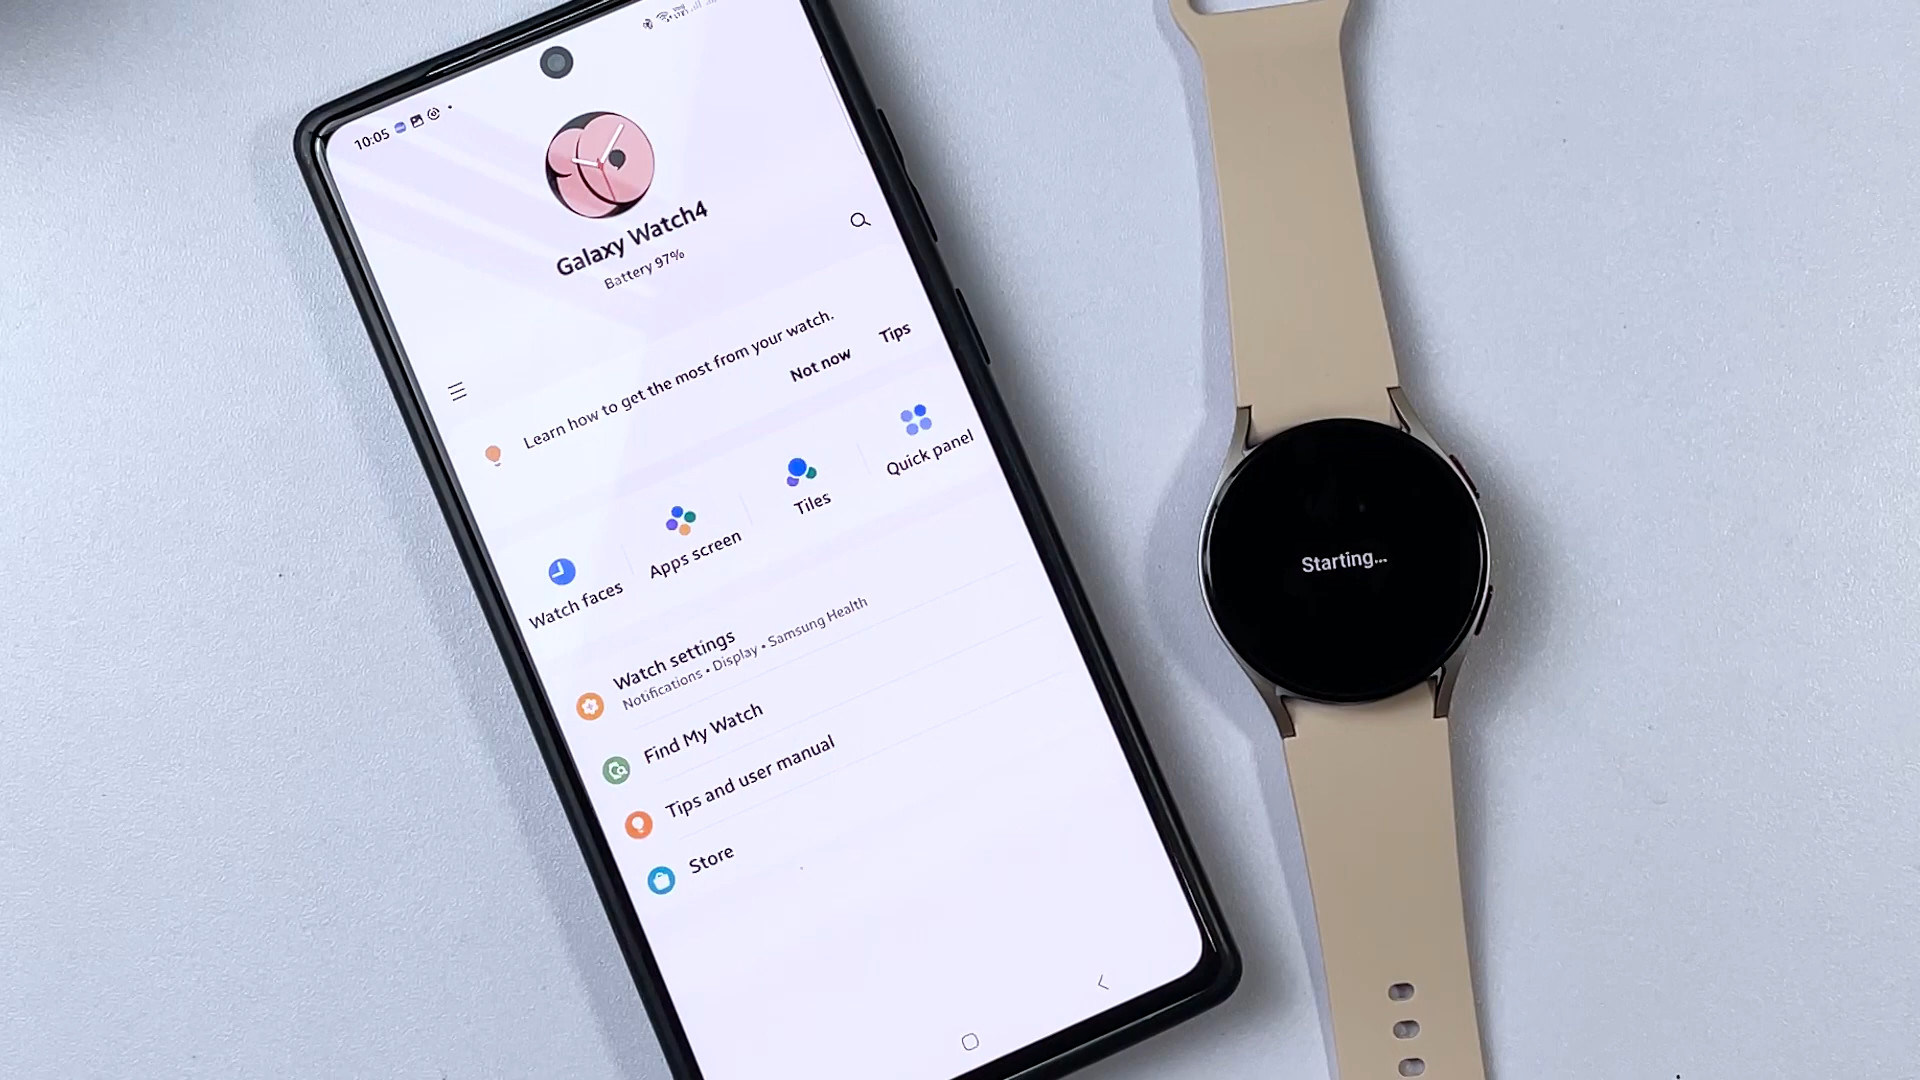 10:05
Galaxy Watch4
Battery 97%
Learn how to get the most from your watch.
Not now
Tips
Watch faces
Apps screen
Tiles
Quick panel
Watch settings
Notifications • Display • Samsung Health
Find My Watch
Tips and user manual
Store
Starting...